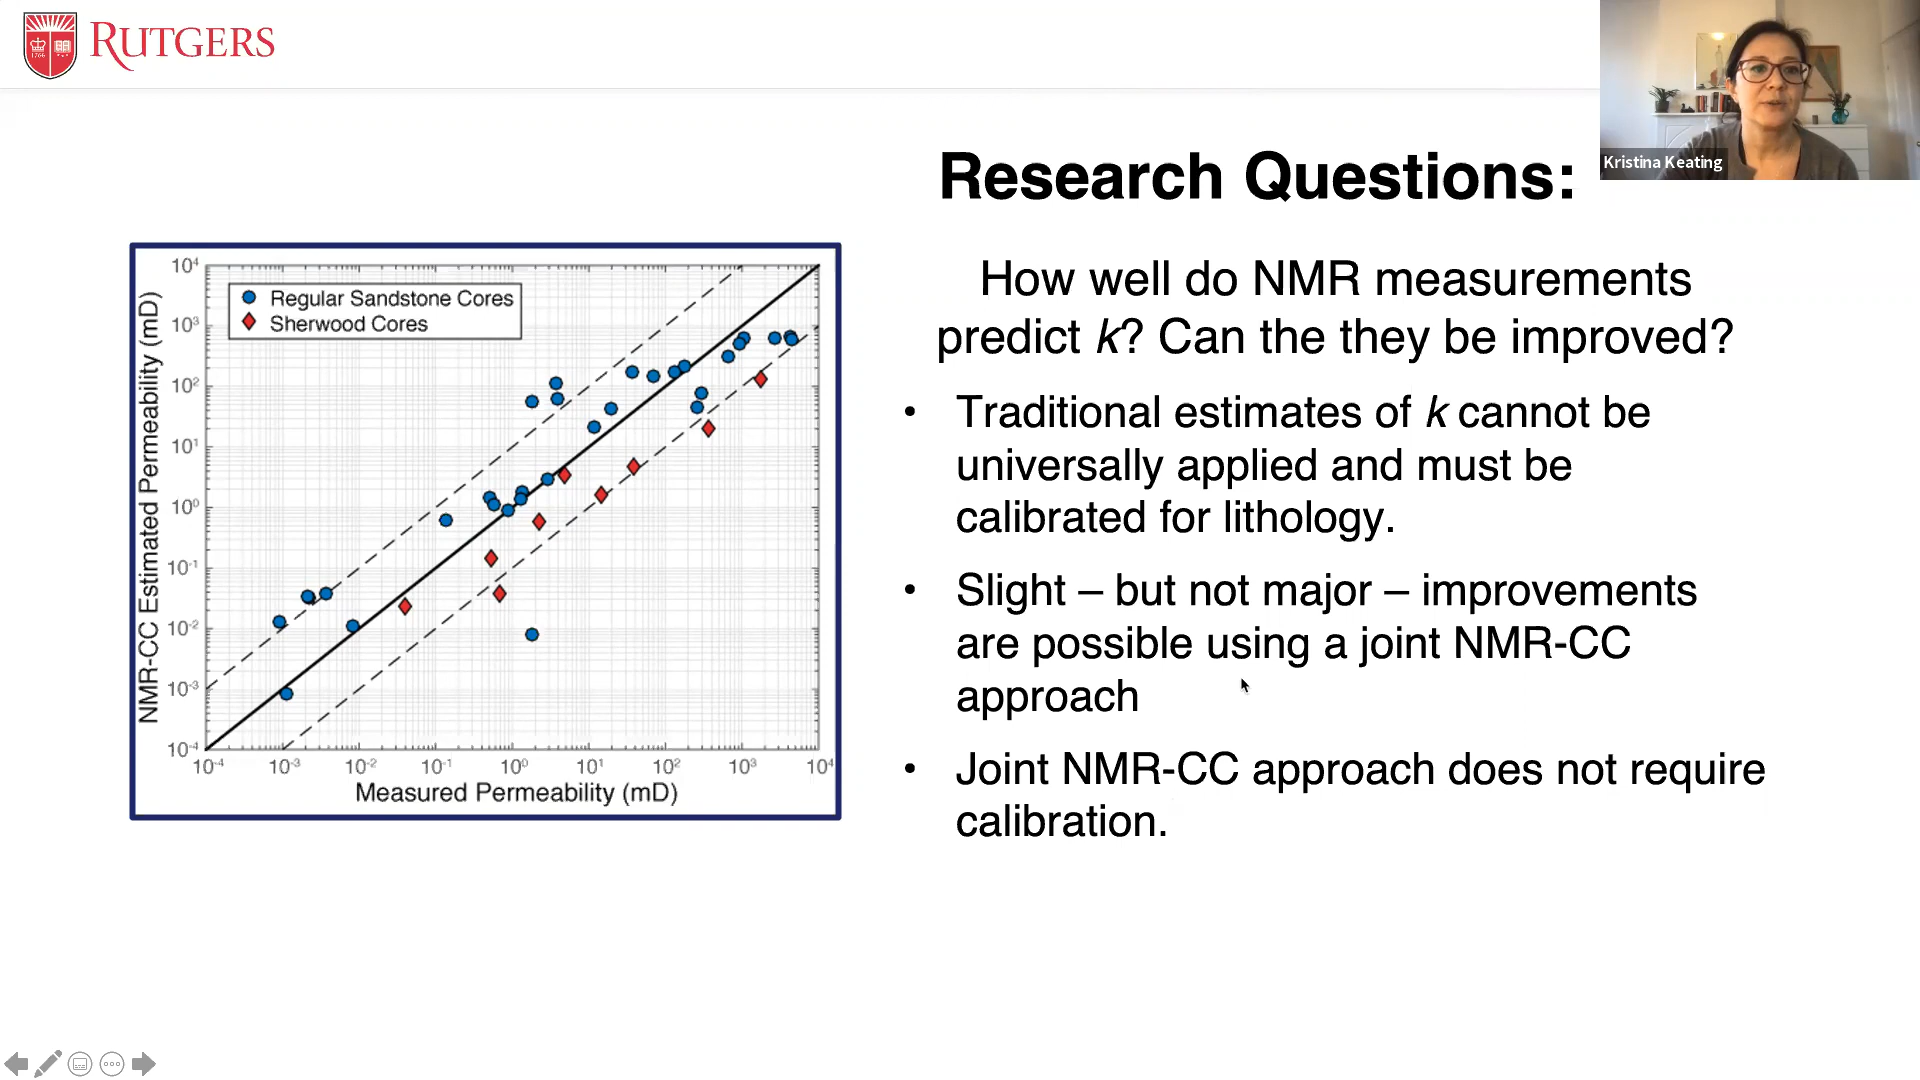 RUTGERS
1766
Kristina Keating
Research Questions:
How well do NMR measurements
predict k? Can the they be improved?
• Traditional estimates of k cannot be
universally applied and must be
calibrated for lithology.
• Slight – but not major – improvements
are possible using a joint NMR-CC
approach
• Joint NMR-CC approach does not require
calibration.
Regular Sandstone Cores
Sherwood Cores
NMR-CC Estimated Permeability (mD)
10⁴
10³
10²
10¹
10⁰
10⁻¹
10⁻²
10⁻³
10⁻⁴
10⁻⁴ 10⁻³ 10⁻² 10⁻¹ 10⁰ 10¹ 10² 10³ 10⁴
Measured Permeability (mD)